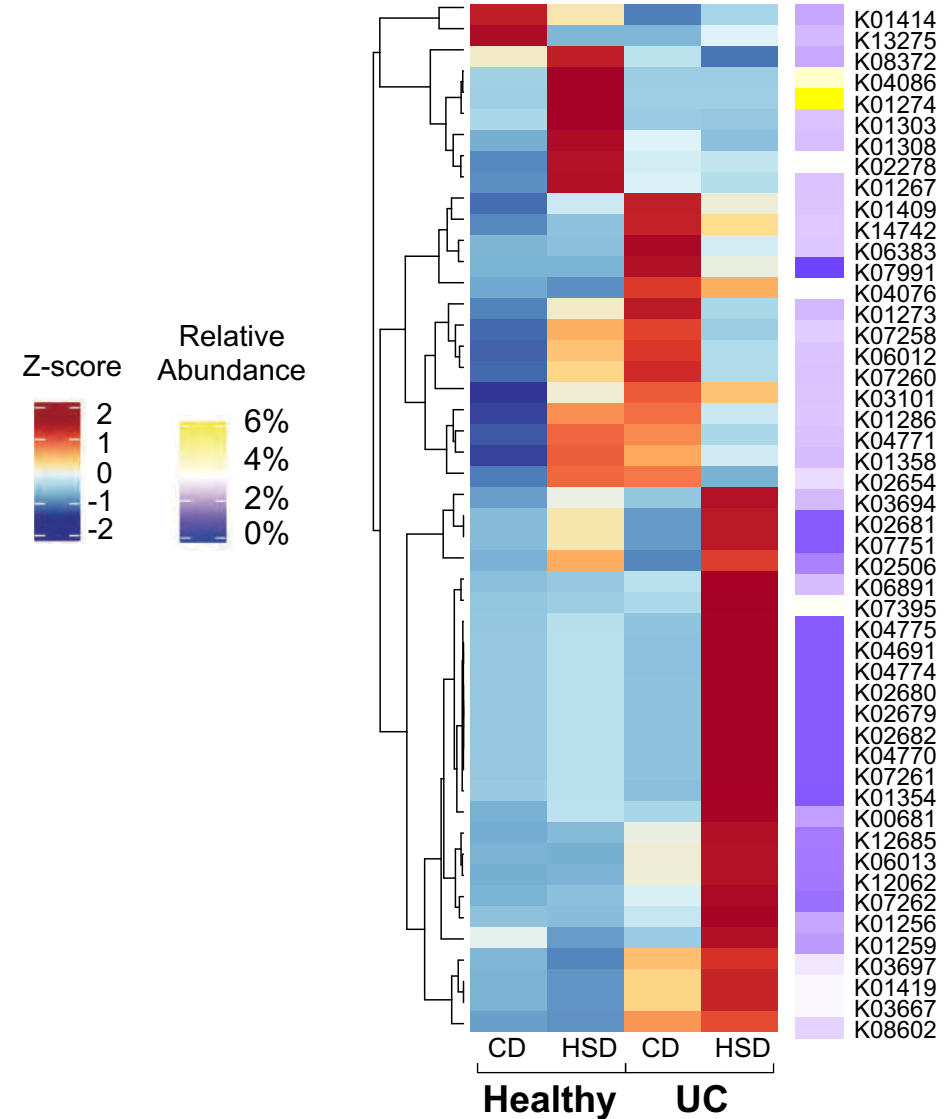 Z-score
2
1
0
-1
-2
Relative
Abundance
6%
4%
2%
0%
K01414
K13275
K08372
K04086
K01274
K01303
K01308
K02278
K01267
K01409
K14742
K06383
K07991
K04076
K01273
K07258
K06012
K07260
K03101
K01286
K04771
K01358
K02654
K03694
K02681
K07751
K02506
K06891
K07395
K04775
K04691
K04774
K02680
K02679
K02682
K04770
K07261
K01354
K00681
K12685
K06013
K12062
K07262
K01256
K01259
K03697
K01419
K03667
K08602
CD HSD CD HSD
Healthy UC